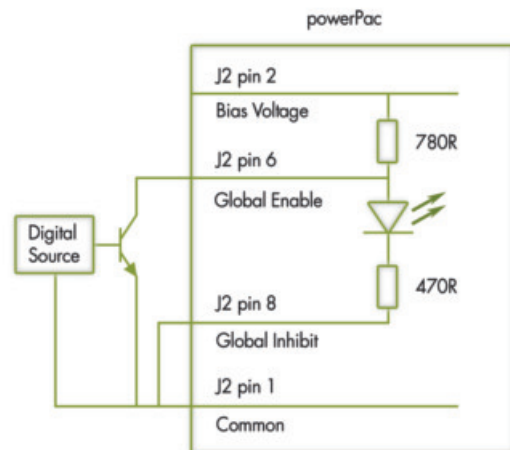 powerPac
J2 pin 2
Bias Voltage
780R
J2 pin 6
Global Enable
Digital
Source
470R
J2 pin 8
Global Inhibit
J2 pin 1
Common